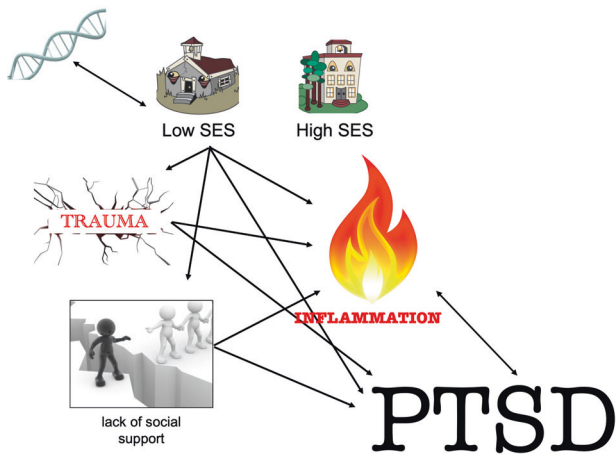 Low SES
High SES
TRAUMA
INFLAMMATION
lack of social
support
PTSD